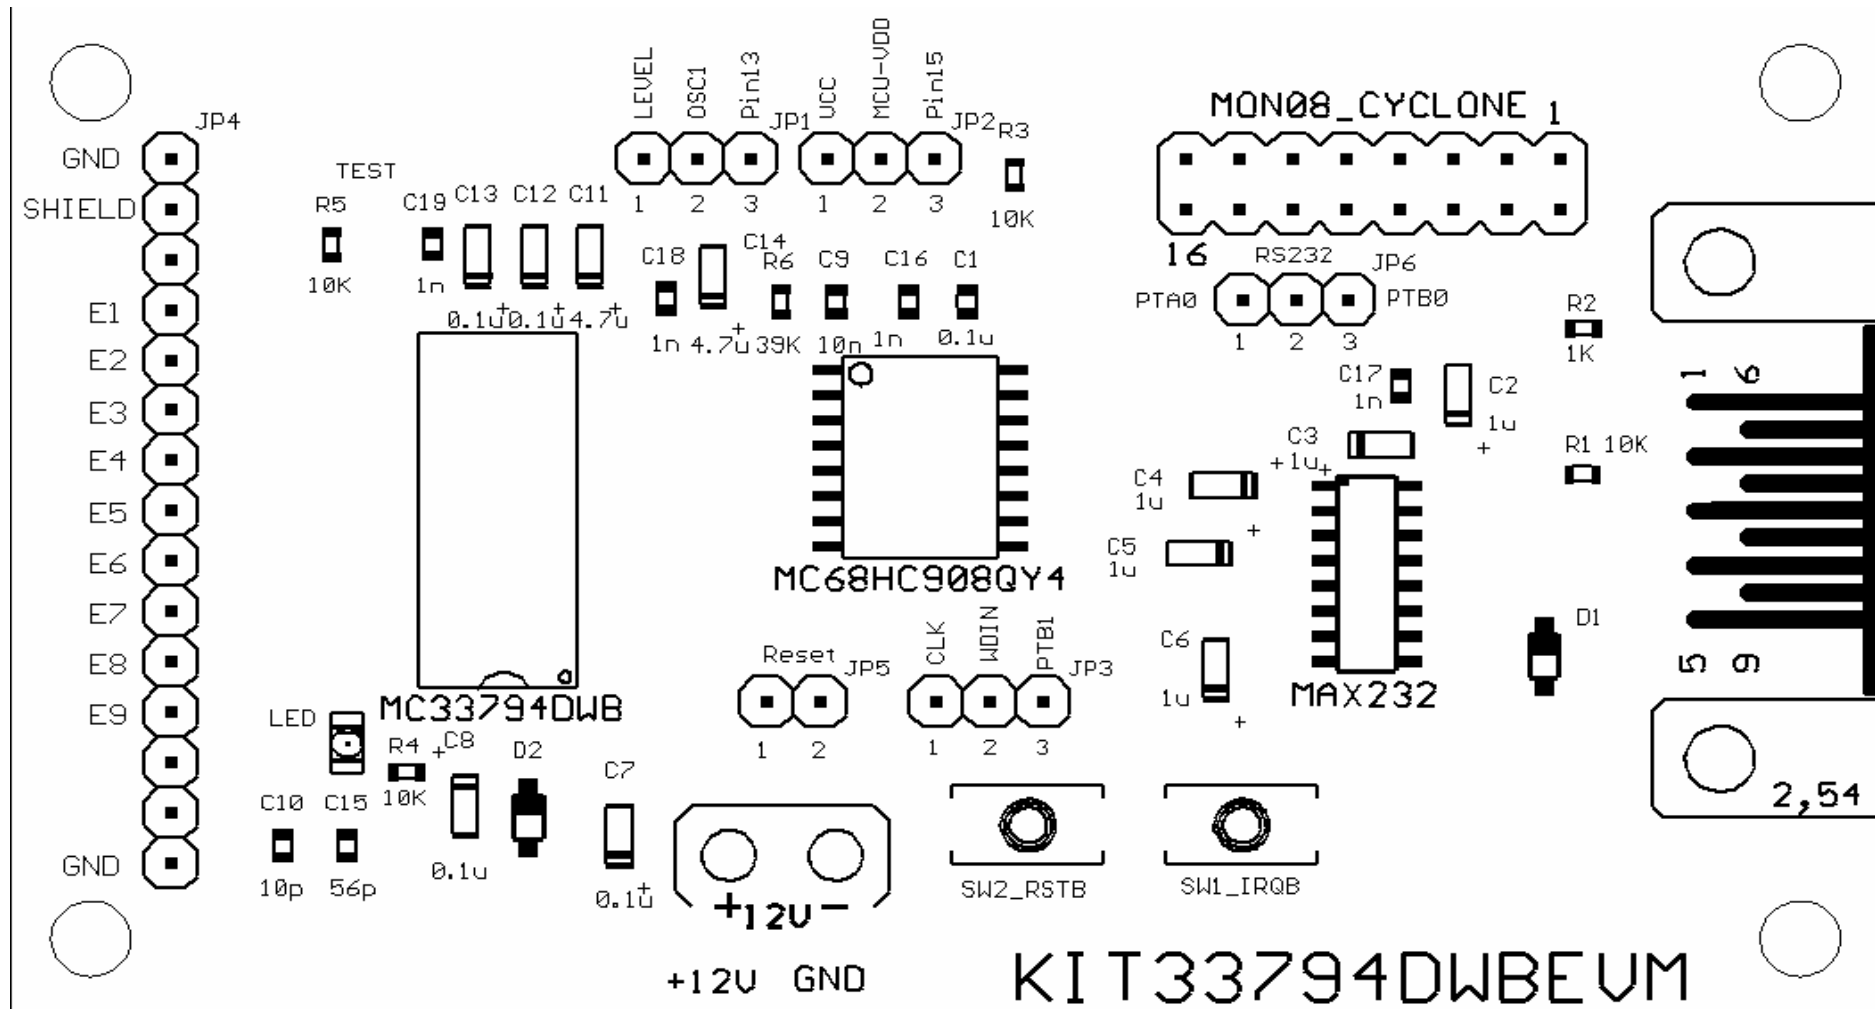 LEVEL
OSC1
Pin13
VCC
MCU-VDD
Pin15
JP4
JP1
JP2
R3
MON08_CYCLONE 1
GND
TEST
SHIELD
R5
C19
C13
C12
C11
1 2 3
1 2 3
10K
16
RS232
JP6
C18
C14
R6
C9
C16
C1
PTA0
PTB0
10K
1n
0.1u
+
0.1u
+
4.7u
+
1n
4.7u
+
39K
10n
1n
0.1u
1 2 3
R2
1K
E1
E2
E3
E4
E5
E6
E7
E8
E9
GND
C17
1n
C2
1u
+
1
6
C3
+1u+
R1 10K
C4
1u
+
C5
1u
MC68HC908QY4
C6
1u
+
D1
5
9
MAX232
CLK
WDIN
PTB1
Reset
JP5
JP3
1 2
1 2 3
MC33794DWB
LED
R4
+
C8
D2
C7
10K
C10
C15
10p
56p
0.1u
0.1u
+
2,54
SW2_RSTB
SW1_IRQB
+12V-
+12V GND
KIT33794DWBEVM